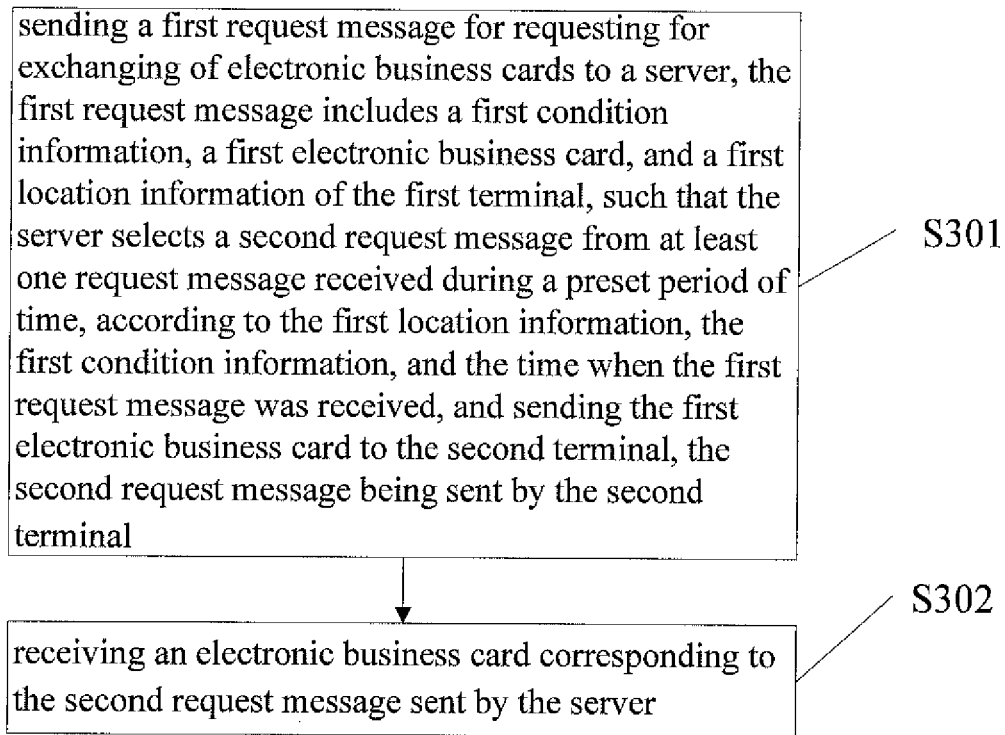 sending a first request message for requesting for
exchanging of electronic business cards to a server, the
first request message includes a first condition
information, a first electronic business card, and a first
location information of the first terminal, such that the
server selects a second request message from at least
one request message received during a preset period of
time, according to the first location information, the
first condition information, and the time when the first
request message was received, and sending the first
electronic business card to the second terminal, the
second request message being sent by the second
terminal
S301
S302
receiving an electronic business card corresponding to
the second request message sent by the server